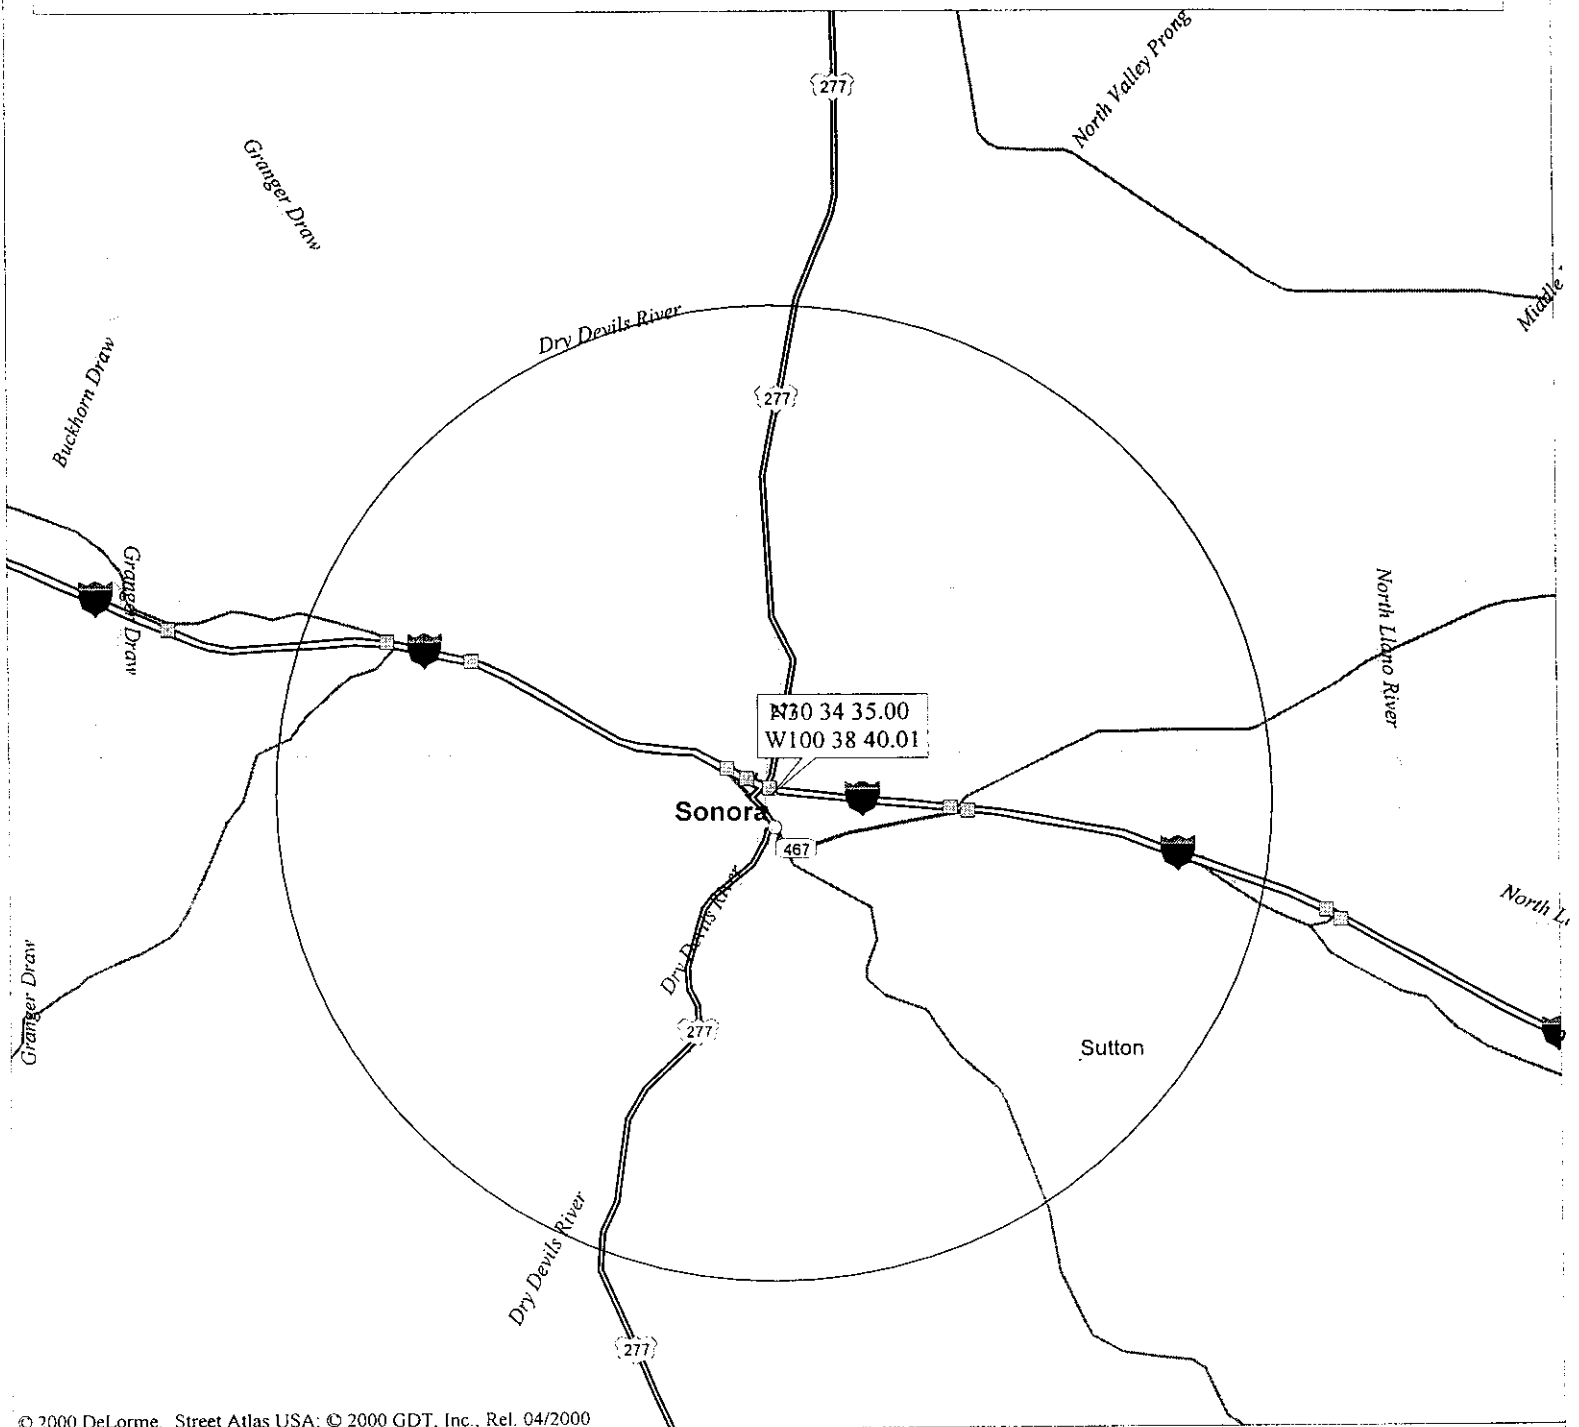 North Valley Prong
277
Granger Draw
Middle
Dry Devils River
Buckhorn Draw
277
Granger Draw
North Llano River
N30 34 35.00
W100 38 40.01
Sonora
467
Dry Devils River
North
Granger Draw
277
Sutton
Dry Devils River
277
© 2000 DeLorme. Street Atlas USA; © 2000 GDT, Inc., Rel. 04/2000